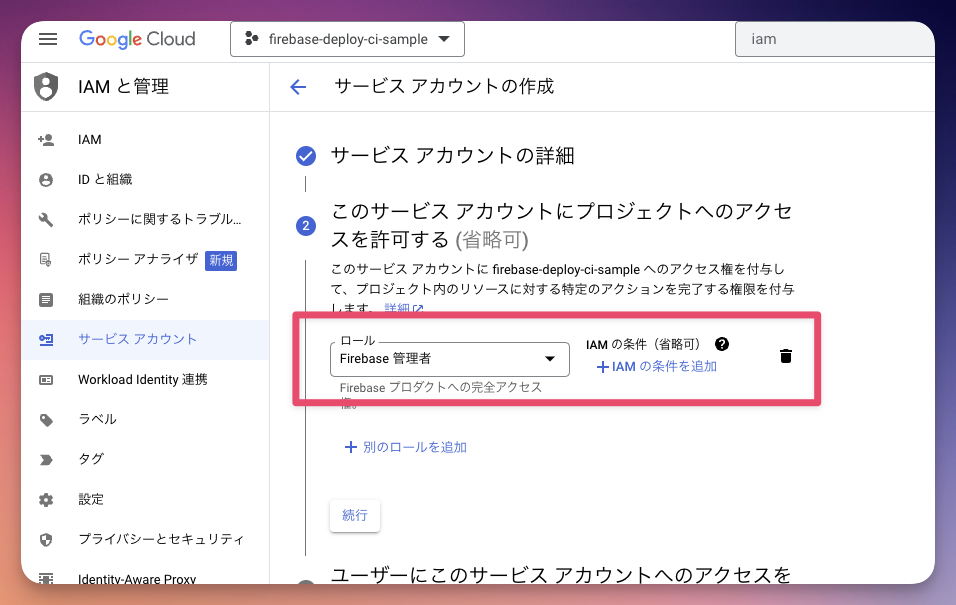 Google Cloud
firebase-deploy-ci-sample
iam
IAM と管理
サービス アカウントの作成
IAM
ID と組織
ポリシーに関するトラブル...
ポリシー アナライザ 新規
組織のポリシー
サービス アカウント
Workload Identity 連携
ラベル
タグ
設定
プライバシーとセキュリティ
Identity-Aware Proxy
サービス アカウントの詳細
2
このサービス アカウントにプロジェクトへのアクセ
スを許可する (省略可)
このサービス アカウントに firebase-deploy-ci-sample へのアクセス権を付与し
て、プロジェクト内のリソースに対する特定のアクションを完了する権限を付与
します。 詳細
ロール
Firebase 管理者
Firebase プロダクトへの完全アクセス
権。
IAM の条件（省略可）
IAM の条件を追加
別のロールを追加
続行
ユーザーにこのサービス アカウントへのアクセスを